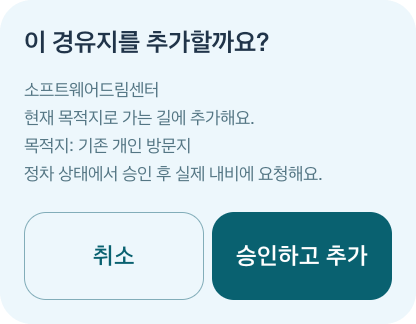 이 경유지를 추가할까요?
소프트웨어드림센터
현재 목적지로 가는 길에 추가해요.
목적지: 기존 개인 방문지
정차 상태에서 승인 후 실제 내비에 요청해요.
취소
승인하고 추가